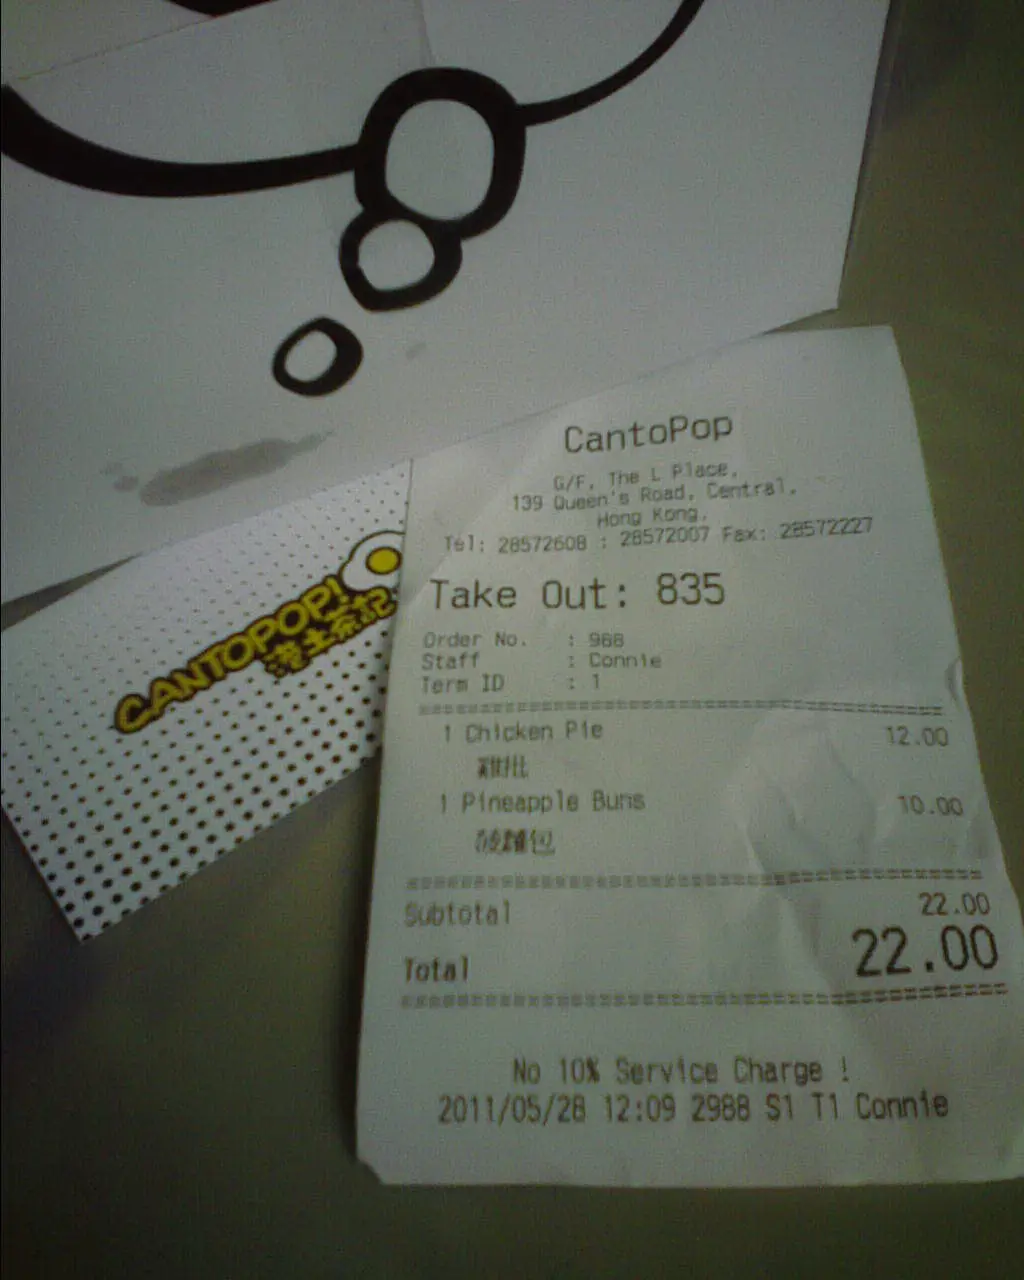 CANTOPOP!
港土茶記
CantoPop
G/F, The L Place,
139 Queen's Road, Central,
Hong Kong.
Tel: 28572608 : 28572007 Fax: 28572227
Take Out: 835
Order No. : 988
Staff : Connie
Term ID : 1
1 Chicken Pie 12.00
雞批
1 Pineapple Buns 10.00
Subtotal 22.00
Total 22.00
No 10% Service Charge !
2011/05/28 12:09 2988 S1 T1 Connie